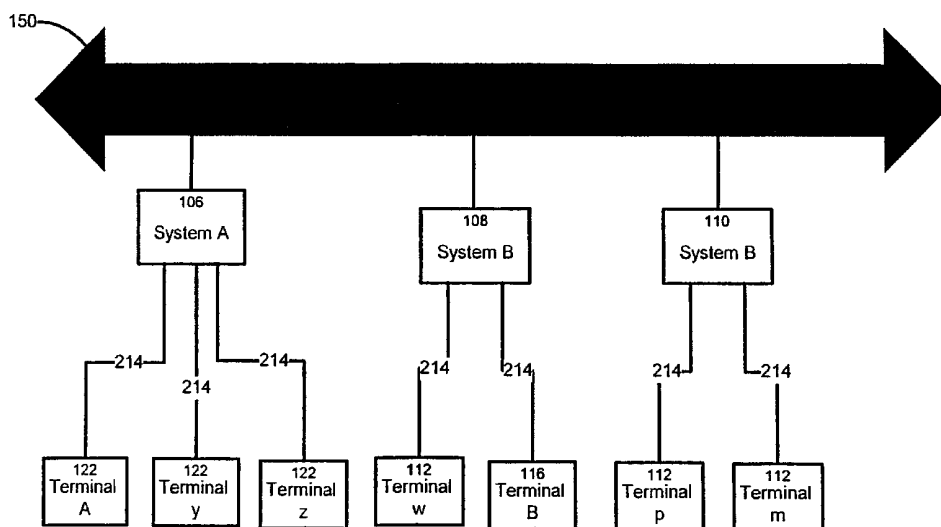 150
106
System A
108
System B
110
System B
214
214
214
214
214
214
214
122
Terminal
A
122
Terminal
y
122
Terminal
z
112
Terminal
w
116
Terminal
B
112
Terminal
p
112
Terminal
m